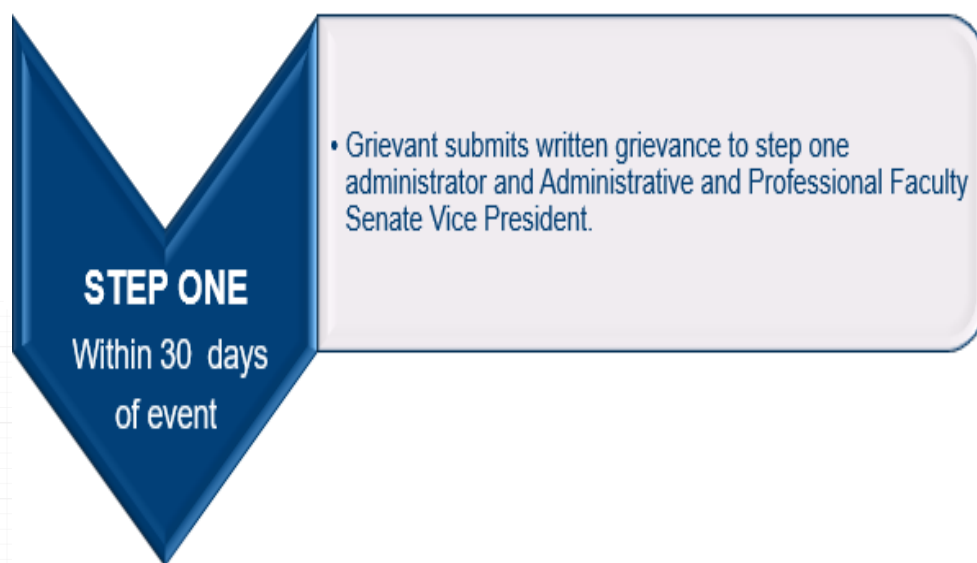 STEP ONE
Within 30 days
of event
• Grievant submits written grievance to step one
administrator and Administrative and Professional Faculty
Senate Vice President.